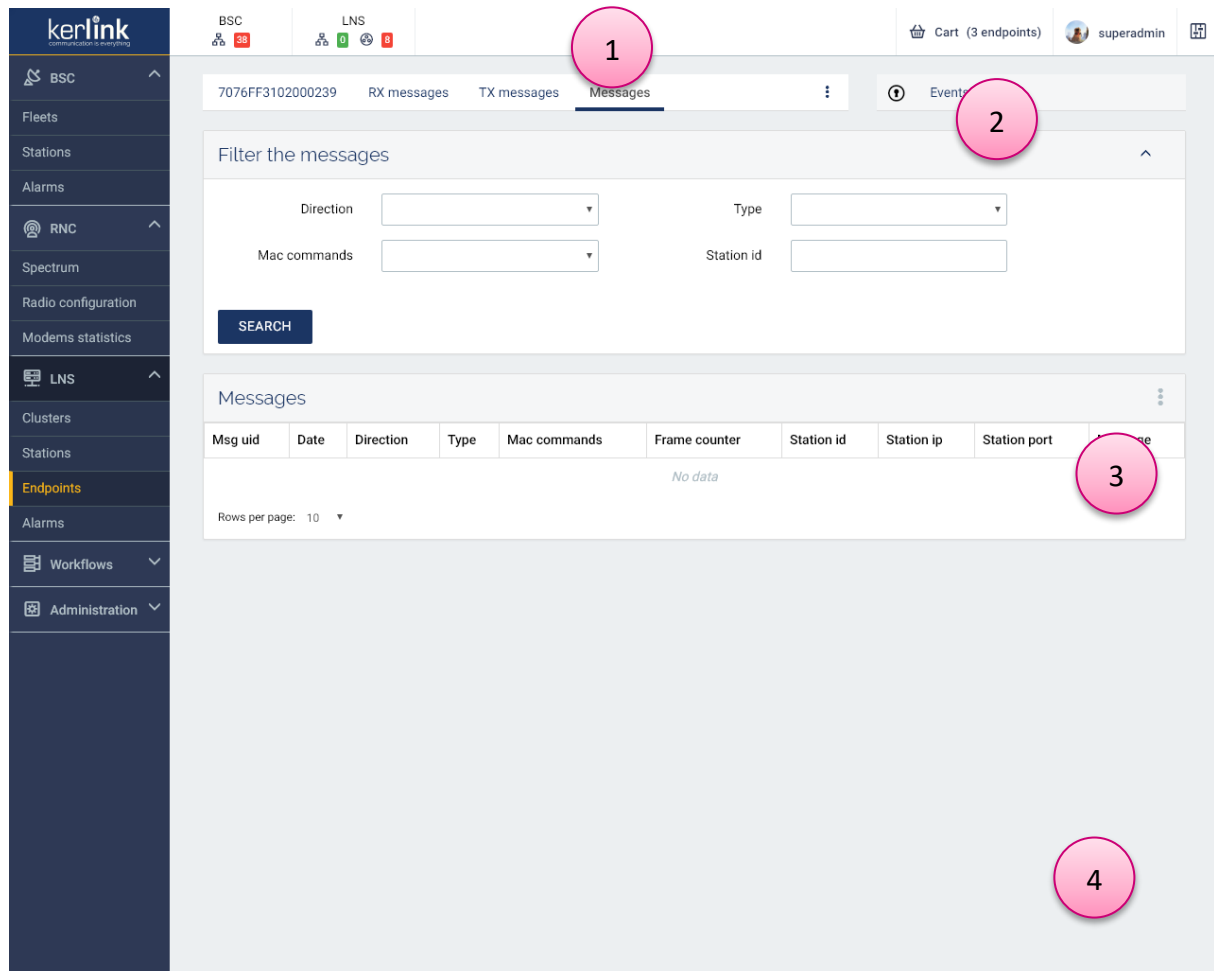 kerlink
communication is everything
BSC
38
LNS
0 8
Cart (3 endpoints)
superadmin
BSC
Fleets
Stations
Alarms
RNC
Spectrum
Radio configuration
Modems statistics
LNS
Clusters
Stations
Endpoints
Alarms
Workflows
Administration
1
7076FF3102000239 RX messages TX messages Messages
Events
2
Filter the messages
Direction Type
Mac commands Station id
SEARCH
Messages
Msg uid Date Direction Type Mac commands Frame counter Station id Station ip Station port
3
No data
Rows per page: 10
4